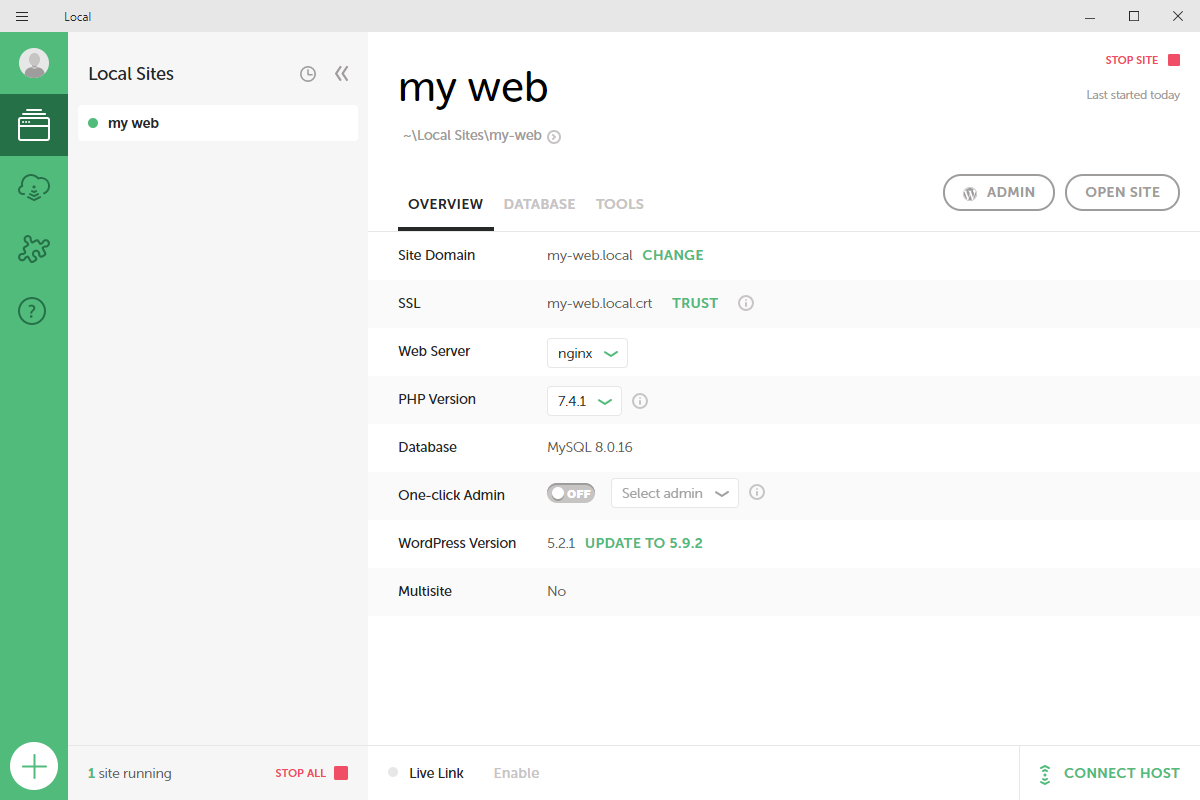 Local
Local Sites
my web
1 site running
STOP ALL
my web
~\Local Sites\my-web
STOP SITE
Last started today
OVERVIEW DATABASE TOOLS
ADMIN OPEN SITE
Site Domain my-web.local CHANGE
SSL my-web.local.crt TRUST
Web Server nginx
PHP Version 7.4.1
Database MySQL 8.0.16
One-click Admin OFF Select admin
WordPress Version 5.2.1 UPDATE TO 5.9.2
Multisite No
Live Link Enable
CONNECT HOST